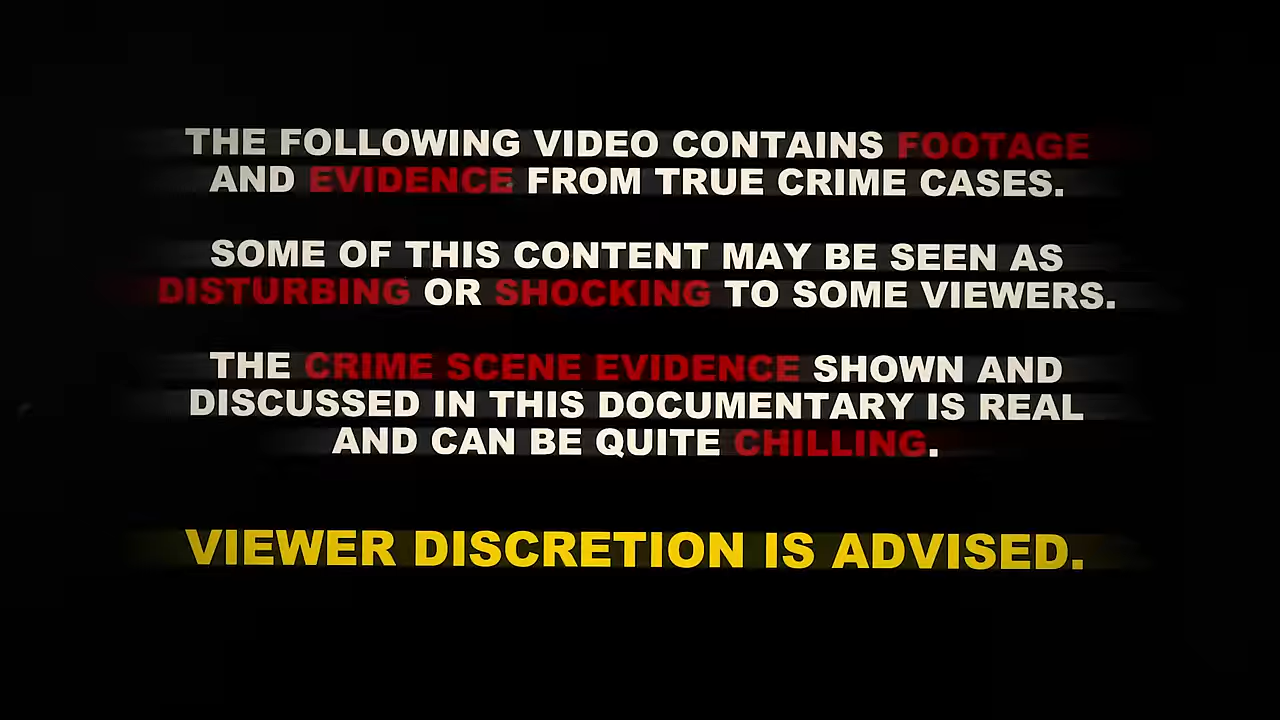 THE FOLLOWING VIDEO CONTAINS FOOTAGE
AND EVIDENCE FROM TRUE CRIME CASES.
SOME OF THIS CONTENT MAY BE SEEN AS
DISTURBING OR SHOCKING TO SOME VIEWERS.
THE CRIME SCENE EVIDENCE SHOWN AND
DISCUSSED IN THIS DOCUMENTARY IS REAL
AND CAN BE QUITE CHILLING.
VIEWER DISCRETION IS ADVISED.